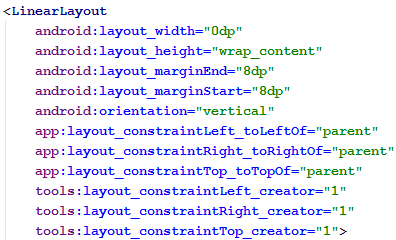 <LinearLayout
android:layout_width="0dp"
android:layout_height="wrap_content"
android:layout_marginEnd="8dp"
android:layout_marginStart="8dp"
android:orientation="vertical"
app:layout_constraintLeft_toLeftOf="parent"
app:layout_constraintRight_toRightOf="parent"
app:layout_constraintTop_toTopOf="parent"
tools:layout_constraintLeft_creator="1"
tools:layout_constraintRight_creator="1"
tools:layout_constraintTop_creator="1">